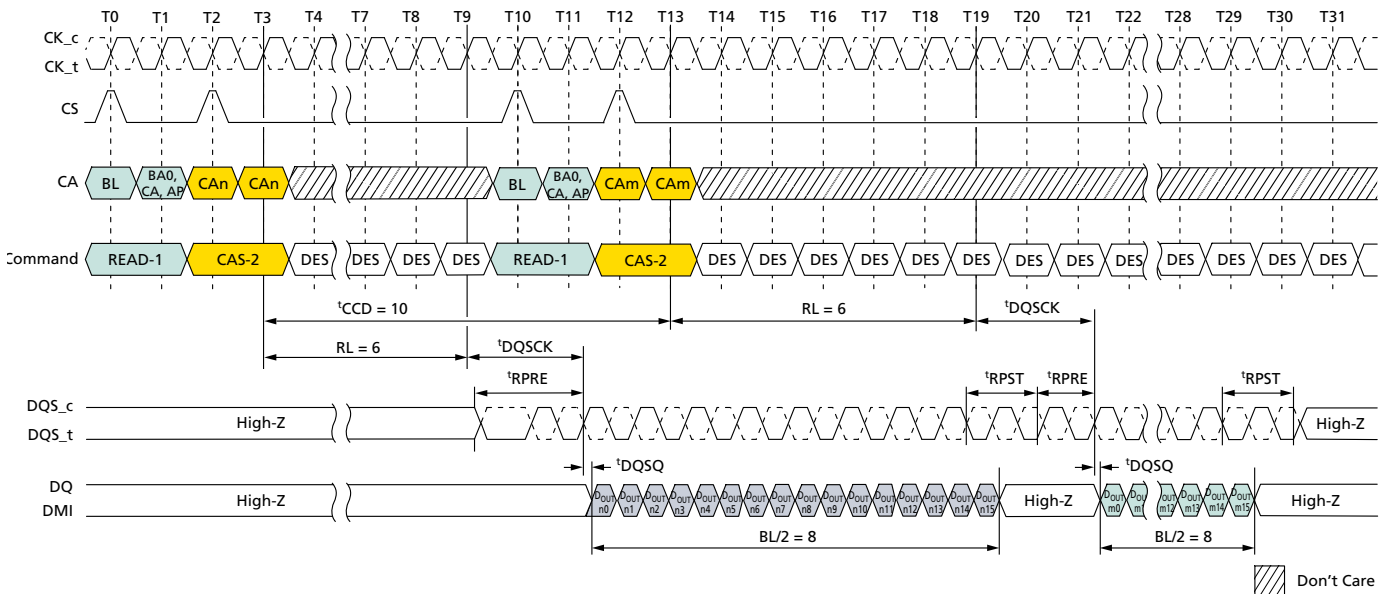 T0 T1 T2 T3 T4 T7 T8 T9 T10 T11 T12 T13 T14 T15 T16 T17 T18 T19 T20 T21 T22 T28 T29 T30 T31
CK_c
CK_t
CS
CA BL BA0, CA, AP CAn CAn BL BA0, CA, AP CAm CAm
Command READ-1 CAS-2 DES DES DES DES READ-1 CAS-2 DES DES DES DES DES DES DES DES DES DES DES DES DES
tCCD = 10 RL = 6 tDQSCK
RL = 6 tDQSCK
tRPRE tRPST tRPRE tRPST
DQS_c
DQS_t
High-Z High-Z
tDQSQ tDQSQ
DQ
DMI
High-Z DOUT n0 DOUT n1 DOUT n2 DOUT n3 DOUT n4 DOUT n5 DOUT n6 DOUT n7 DOUT n8 DOUT n9 DOUT n10 DOUT n11 DOUT n12 DOUT n13 DOUT n14 DOUT n15 High-Z DOUT m0 DOUT m1 DOUT m12 DOUT m13 DOUT m14 DOUT m15 High-Z
BL/2 = 8 BL/2 = 8
Don't Care